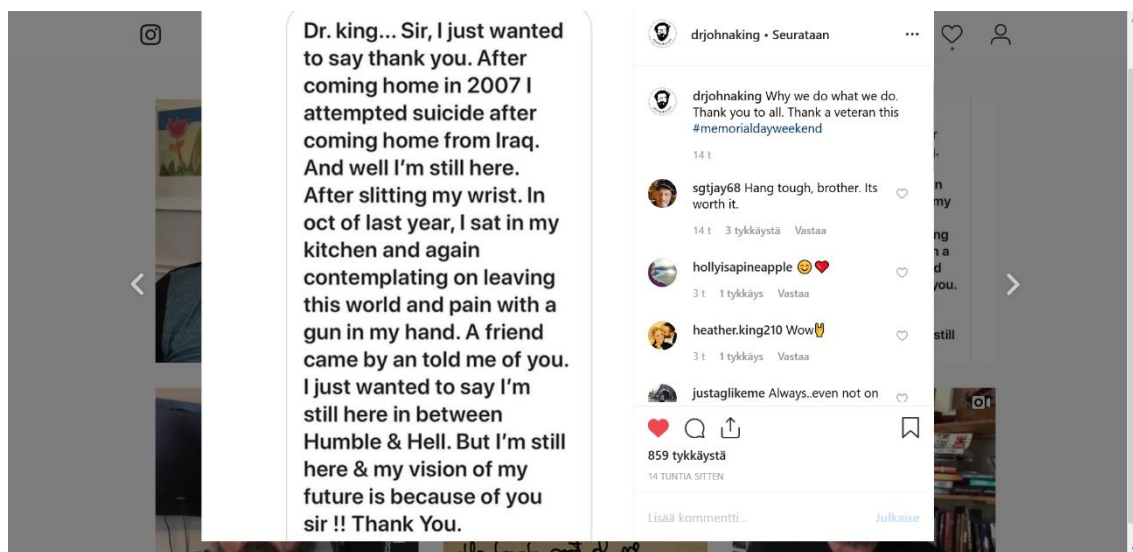 Dr. king... Sir, I just wanted
to say thank you. After
coming home in 2007 I
attempted suicide after
coming home from Iraq.
And well I'm still here.
After slitting my wrist. In
oct of last year, I sat in my
kitchen and again
contemplating on leaving
this world and pain with a
gun in my hand. A friend
came by an told me of you.
I just wanted to say I'm
still here in between
Humble & Hell. But I'm still
here & my vision of my
future is because of you
sir !! Thank You.
drjohnaking • Seurataan
drjohnaking Why we do what we do.
Thank you to all. Thank a veteran this
#memorialdayweekend
14 t
sgtjay68 Hang tough, brother. Its
worth it.
14 t 3 tykkäystä Vastaa
hollyisapineapple 😊❤️
3 t 1 tykkäys Vastaa
heather.king210 Wow🤘
3 t 1 tykkäys Vastaa
justaglikeme Always..even not on
859 tykkäystä
14 TUNTIA SITTEN
Lisää kommentti... Julkaise
my
ng
you.
still